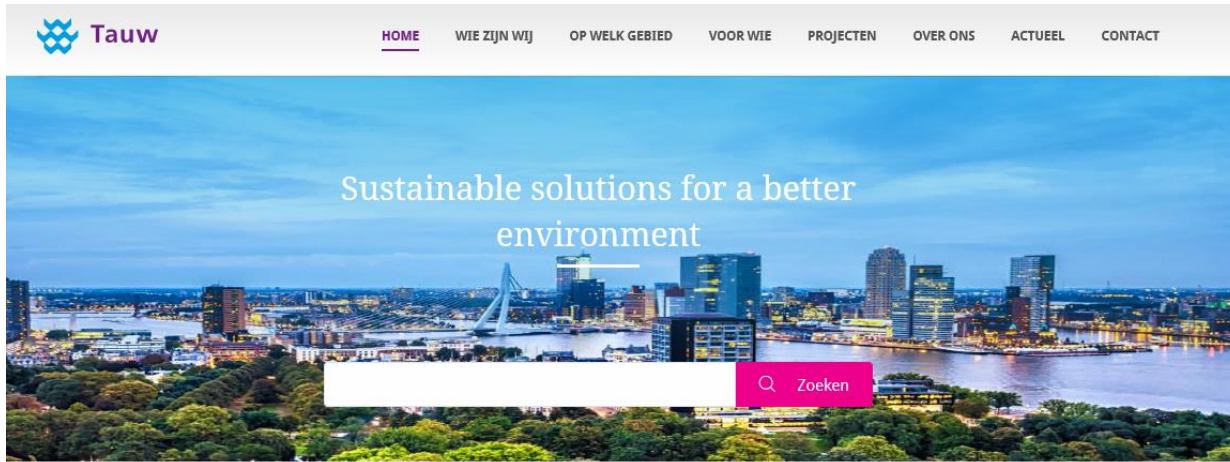 Tauw
HOME WIE ZIJN WIJ OP WELK GEBIED VOOR WIE PROJECTEN OVER ONS ACTUEEL CONTACT
Sustainable solutions for a better
environment
Zoeken